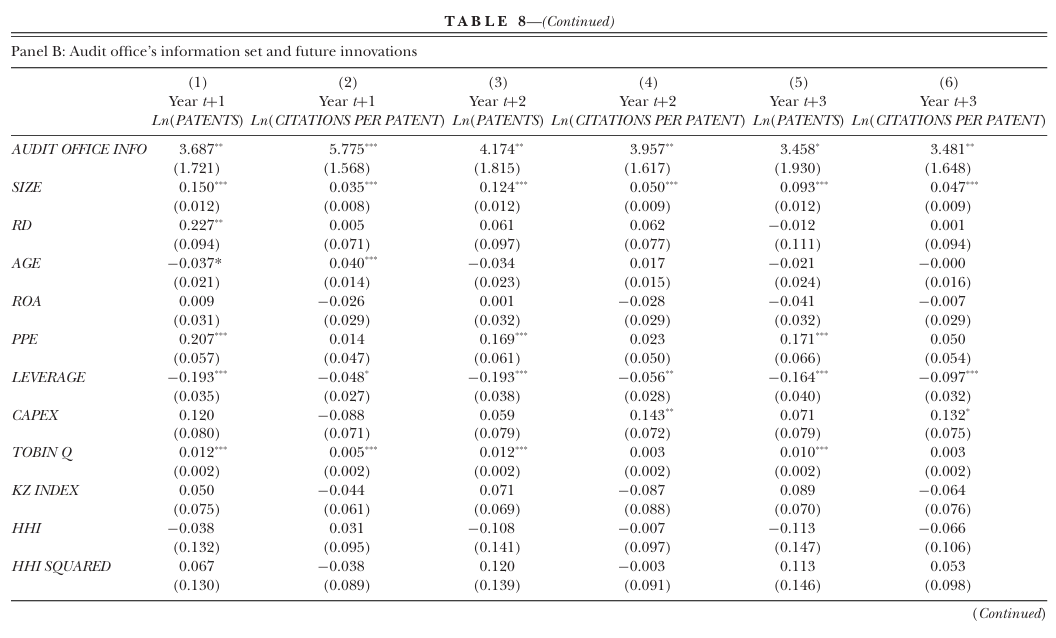 TABLE 8—(Continued)
Panel B: Audit office's information set and future innovations
(1) (2) (3) (4) (5) (6)
Year t+1 Year t+1 Year t+2 Year t+2 Year t+3 Year t+3
Ln(PATENTS) Ln(CITATIONS PER PATENT) Ln(PATENTS) Ln(CITATIONS PER PATENT) Ln(PATENTS) Ln(CITATIONS PER PATENT)
AUDIT OFFICE INFO 3.687** 5.775*** 4.174** 3.957** 3.458* 3.481**
(1.721) (1.568) (1.815) (1.617) (1.930) (1.648)
SIZE 0.150*** 0.035*** 0.124*** 0.050*** 0.093*** 0.047***
(0.012) (0.008) (0.012) (0.009) (0.012) (0.009)
RD 0.227** 0.005 0.061 0.062 −0.012 0.001
(0.094) (0.071) (0.097) (0.077) (0.111) (0.094)
AGE −0.037* 0.040*** −0.034 0.017 −0.021 −0.000
(0.021) (0.014) (0.023) (0.015) (0.024) (0.016)
ROA 0.009 −0.026 0.001 −0.028 −0.041 −0.007
(0.031) (0.029) (0.032) (0.029) (0.032) (0.029)
PPE 0.207*** 0.014 0.169*** 0.023 0.171*** 0.050
(0.057) (0.047) (0.061) (0.050) (0.066) (0.054)
LEVERAGE −0.193*** −0.048* −0.193*** −0.056** −0.164*** −0.097***
(0.035) (0.027) (0.038) (0.028) (0.040) (0.032)
CAPEX 0.120 −0.088 0.059 0.143** 0.071 0.132*
(0.080) (0.071) (0.079) (0.072) (0.079) (0.075)
TOBIN Q 0.012*** 0.005*** 0.012*** 0.003 0.010*** 0.003
(0.002) (0.002) (0.002) (0.002) (0.002) (0.002)
KZ INDEX 0.050 −0.044 0.071 −0.087 0.089 −0.064
(0.075) (0.061) (0.069) (0.088) (0.070) (0.076)
HHI −0.038 0.031 −0.108 −0.007 −0.113 −0.066
(0.132) (0.095) (0.141) (0.097) (0.147) (0.106)
HHI SQUARED 0.067 −0.038 0.120 −0.003 0.113 0.053
(0.130) (0.089) (0.139) (0.091) (0.146) (0.098)
(Continued)